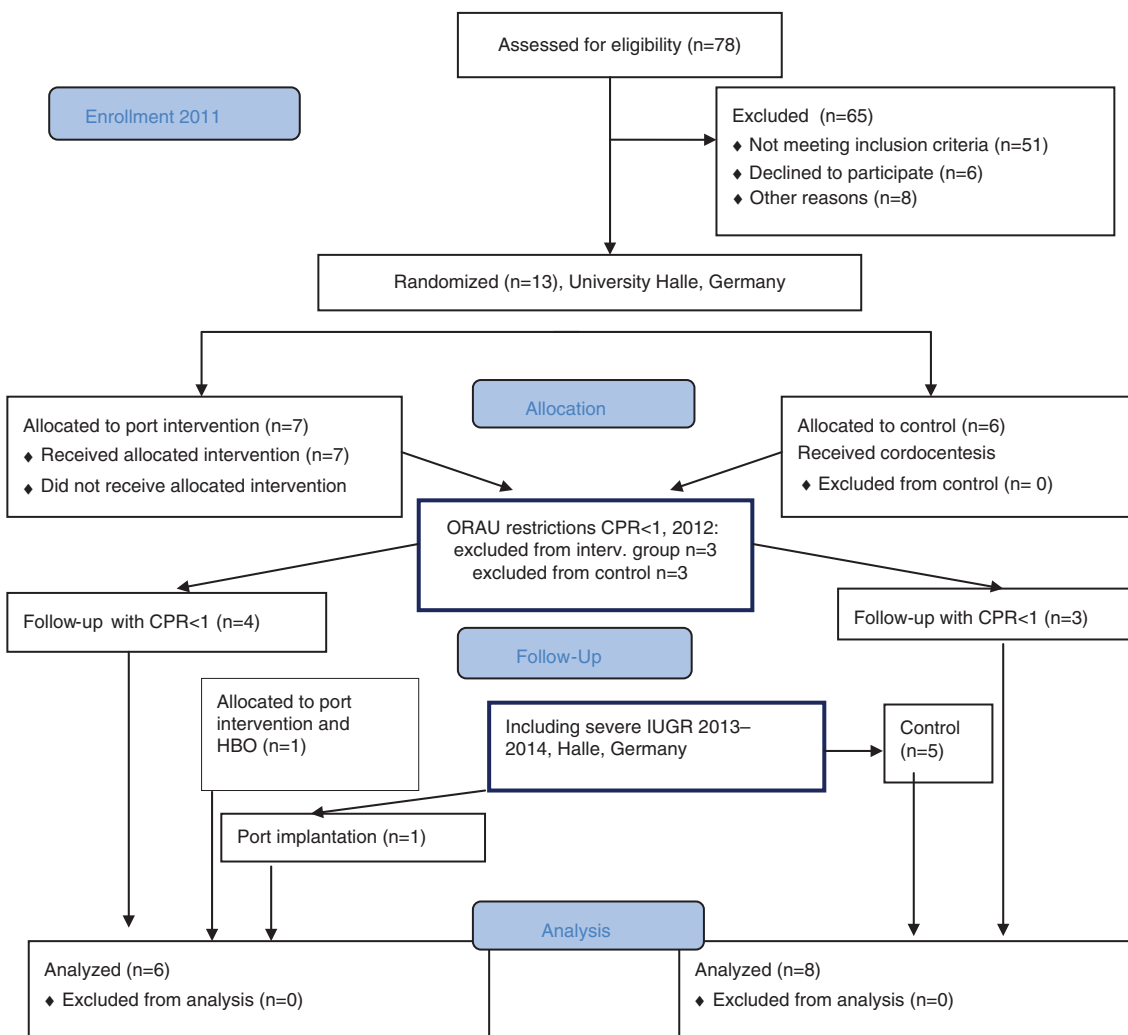 Assessed for eligibility (n=78)
Enrollment 2011
Excluded (n=65)
♦ Not meeting inclusion criteria (n=51)
♦ Declined to participate (n=6)
♦ Other reasons (n=8)
Randomized (n=13), University Halle, Germany
Allocation
Allocated to port intervention (n=7)
♦ Received allocated intervention (n=7)
♦ Did not receive allocated intervention
Allocated to control (n=6)
Received cordocentesis
♦ Excluded from control (n= 0)
ORAU restrictions CPR<1, 2012:
excluded from interv. group n=3
excluded from control n=3
Follow-up with CPR<1 (n=4)
Follow-up with CPR<1 (n=3)
Follow-Up
Allocated to port
intervention and
HBO (n=1)
Including severe IUGR 2013–
2014, Halle, Germany
Control
(n=5)
Port implantation (n=1)
Analysis
Analyzed (n=6)
♦ Excluded from analysis (n=0)
Analyzed (n=8)
♦ Excluded from analysis (n=0)